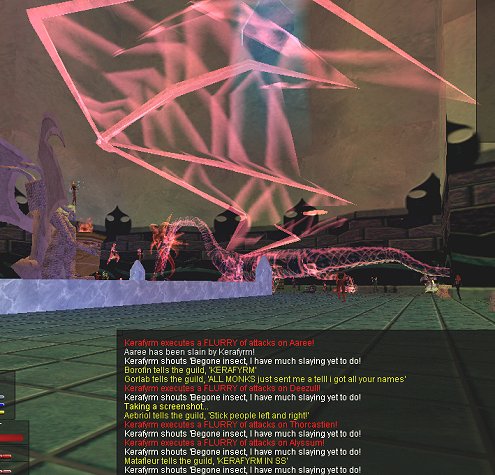 Kerafyrm executes a FLURRY of attacks on Aaree!
Aaree has been slain by Kerafyrm!
Kerafyrm shouts 'Begone insect, I have much slaying yet to do!
Borofin tells the guild, 'KERAFYRM'
Gorlab tells the guild, 'ALL MONKS just sent me a telll i got all your names'
Kerafyrm executes a FLURRY of attacks on Deezull!
Kerafyrm shouts 'Begone insect, I have much slaying yet to do!
Taking a screenshot...
Aebriol tells the guild, 'Stick people left and right!'
Kerafyrm executes a FLURRY of attacks on Thorcastien!
Kerafyrm shouts 'Begone insect, I have much slaying yet to do!
Kerafyrm executes a FLURRY of attacks on Alyssum!
Kerafyrm shouts 'Begone insect, I have much slaying yet to do!
Matafleur tells the guild, 'KERAFYRM IN SS'
Kerafyrm shouts 'Begone insect, I have much slaying yet to do!